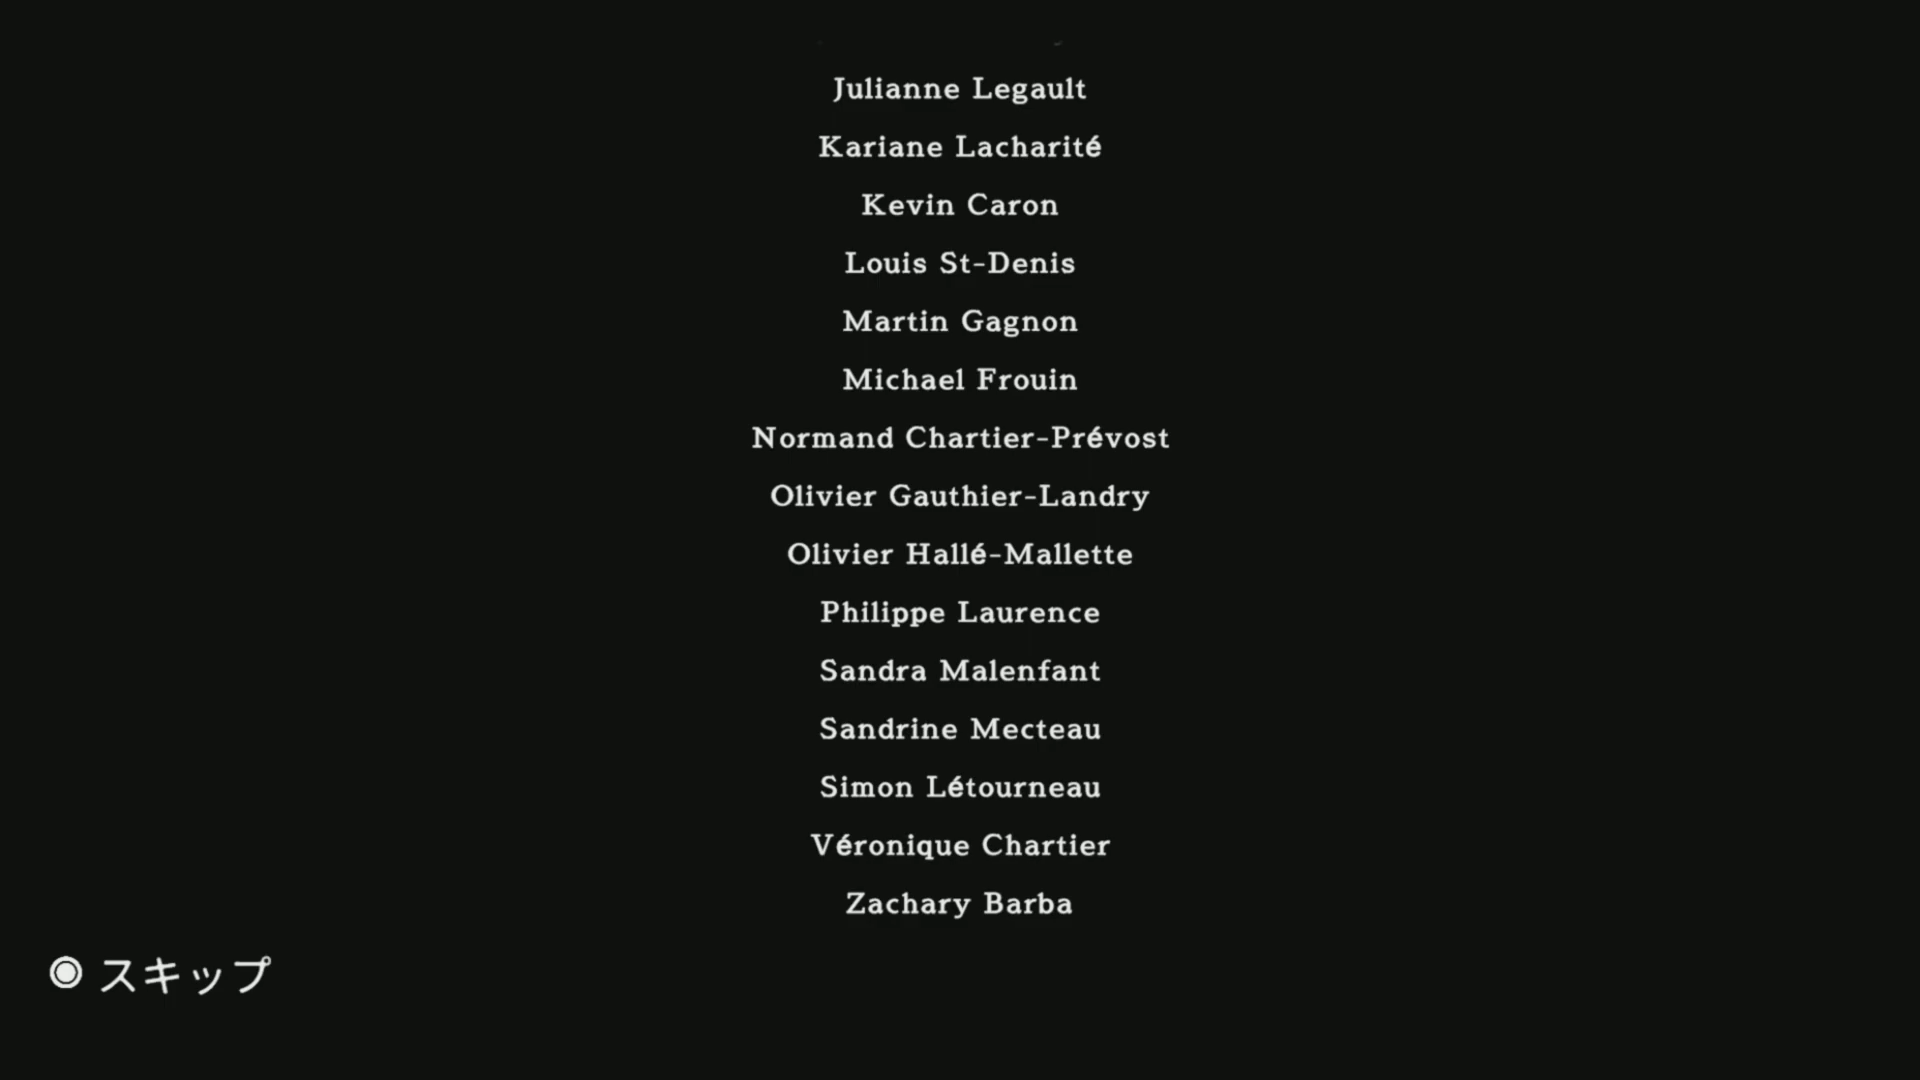 Julianne Legault
Kariane Lacharité
Kevin Caron
Louis St-Denis
Martin Gagnon
Michael Frouin
Normand Chartier-Prévost
Olivier Gauthier-Landry
Olivier Hallé-Mallette
Philippe Laurence
Sandra Malenfant
Sandrine Mecteau
Simon Létourneau
Véronique Chartier
Zachary Barba
スキップ